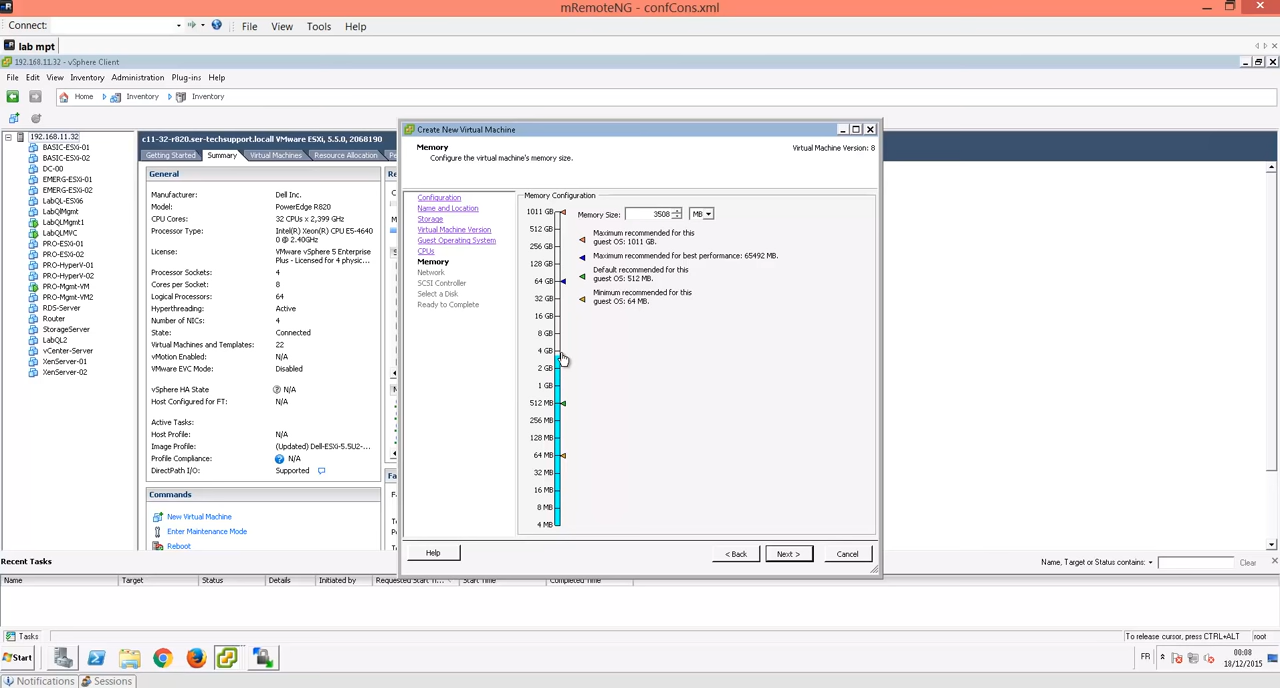 mRemoteNG - confCons.xml
Connect: File View Tools Help
lab mpt
192.168.11.32 - vSphere Client
File Edit View Inventory Administration Plug-ins Help
Home Inventory Inventory
192.168.11.32
BASIC-ESXi-01
BASIC-ESXi-02
DC-00
EMERG-ESXi-01
EMERG-ESXi-02
LabQL-ESXi6
LabQlMgmt
LabQLMgmt1
LabQLMVC
PRO-ESXi-01
PRO-ESXi-02
PRO-HyperV-01
PRO-HyperV-02
PRO-Mgmt-VM
PRO-Mgmt-VM2
RDS-Server
Router
StorageServer
LabQL2
vCenter-Server
XenServer-01
XenServer-02
c11-32-r820.ser-techsupport.locall VMware ESXi, 5.5.0, 2068190
Getting Started Summary Virtual Machines Resource Allocation Pe
General
Manufacturer: Dell Inc.
Model: PowerEdge R820
CPU Cores: 32 CPUs x 2,399 GHz
Processor Type: Intel(R) Xeon(R) CPU E5-4640
0 @ 2.40GHz
License: VMware vSphere 5 Enterprise
Plus - Licensed for 4 physic...
Processor Sockets: 4
Cores per Socket: 8
Logical Processors: 64
Hyperthreading: Active
Number of NICs: 4
State: Connected
Virtual Machines and Templates: 22
vMotion Enabled: N/A
VMware EVC Mode: Disabled
vSphere HA State N/A
Host Configured for FT: N/A
Active Tasks:
Host Profile: N/A
Image Profile: (Updated) Dell-ESXi-5.5U2-...
Profile Compliance: N/A
DirectPath I/O: Supported
Commands
New Virtual Machine
Enter Maintenance Mode
Reboot
Re
Fa
Create New Virtual Machine
Memory
Configure the virtual machine's memory size.
Virtual Machine Version: 8
Configuration
Name and Location
Storage
Virtual Machine Version
Guest Operating System
CPUs
Memory
Network
SCSI Controller
Select a Disk
Ready to Complete
Memory Configuration
1011 GB
512 GB
256 GB
128 GB
64 GB
32 GB
16 GB
8 GB
4 GB
2 GB
1 GB
512 MB
256 MB
128 MB
64 MB
32 MB
16 MB
8 MB
4 MB
Memory Size: 3508 MB
Maximum recommended for this
guest OS: 1011 GB.
Maximum recommended for best performance: 65492 MB.
Default recommended for this
guest OS: 512 MB.
Minimum recommended for this
guest OS: 64 MB.
Help < Back Next > Cancel
Recent Tasks Name, Target or Status contains: Clear
Name Target Status Details Initiated by Requested Start Ti... Start Time Completed Time
Tasks To release cursor, press CTRL+ALT root
Start FR 00:08
18/12/2015
Notifications Sessions